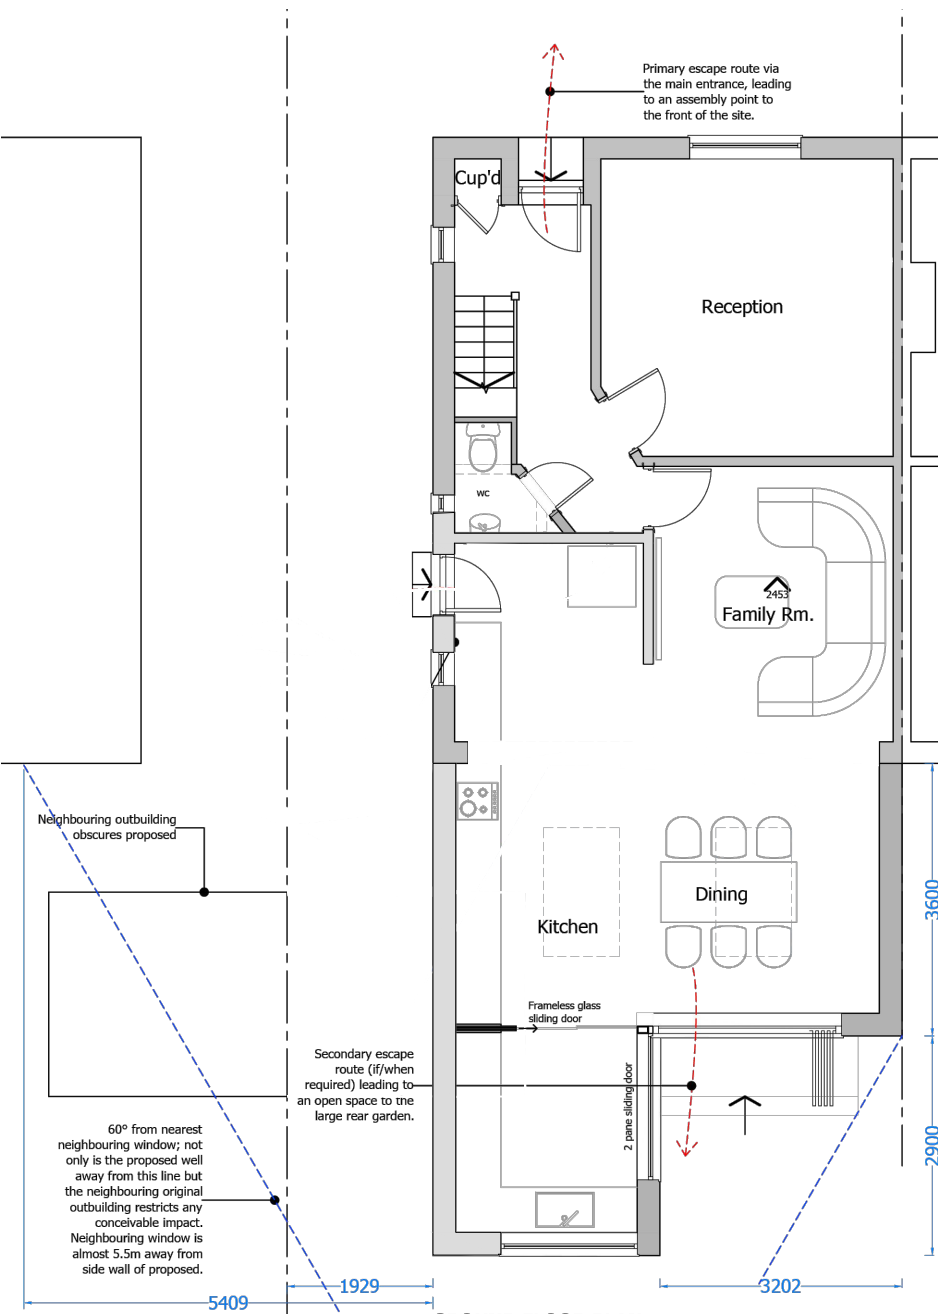 Primary escape route via
the main entrance, leading
to an assembly point to
the front of the site.
Cup'd
Reception
WC
2453
Family Rm.
Neighbouring outbuilding
obscures proposed
Dining
Kitchen
3600
Frameless glass
sliding door
Secondary escape
route (if/when
required) leading to
an open space to the
large rear garden.
2 pane sliding door
2900
60° from nearest
neighbouring window; not
only is the proposed well
away from this line but
the neighbouring original
outbuilding restricts any
conceivable impact.
Neighbouring window is
almost 5.5m away from
side wall of proposed.
1929
3202
5409